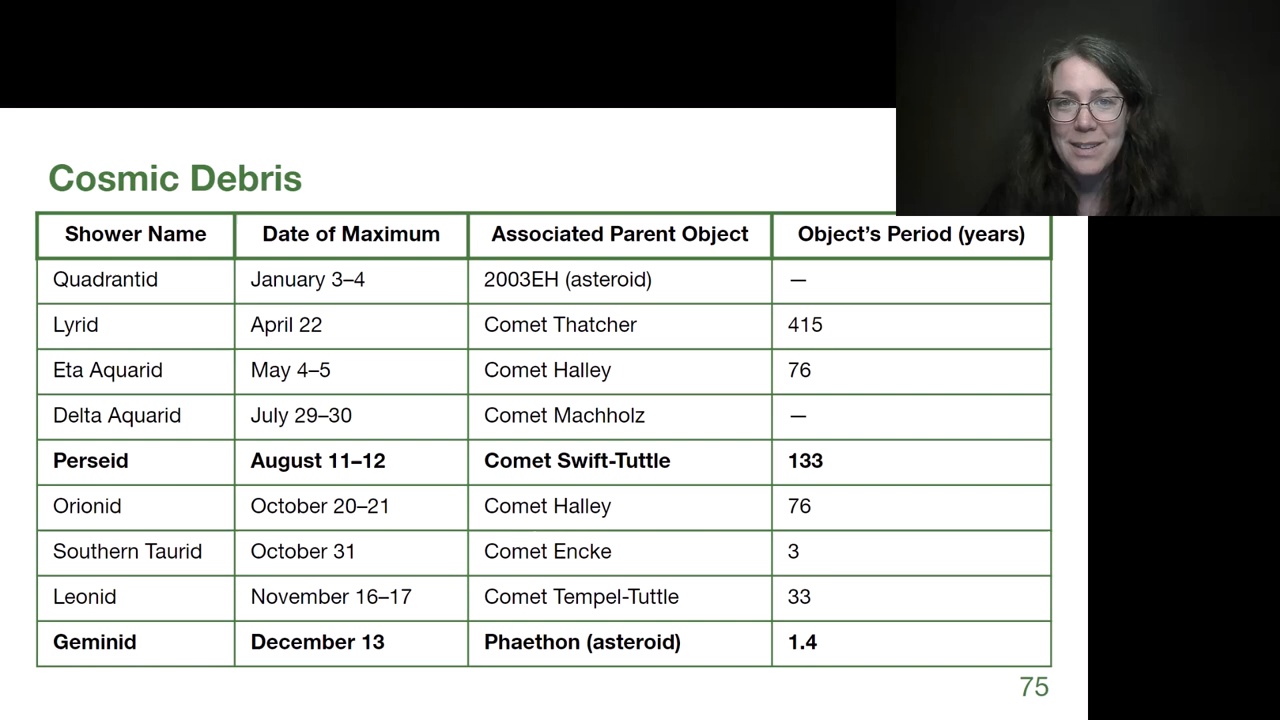 Cosmic Debris
Shower Name Date of Maximum Associated Parent Object Object's Period (years)
Quadrantid January 3–4 2003EH (asteroid) —
Lyrid April 22 Comet Thatcher 415
Eta Aquarid May 4–5 Comet Halley 76
Delta Aquarid July 29–30 Comet Machholz —
Perseid August 11–12 Comet Swift-Tuttle 133
Orionid October 20–21 Comet Halley 76
Southern Taurid October 31 Comet Encke 3
Leonid November 16–17 Comet Tempel-Tuttle 33
Geminid December 13 Phaethon (asteroid) 1.4
75